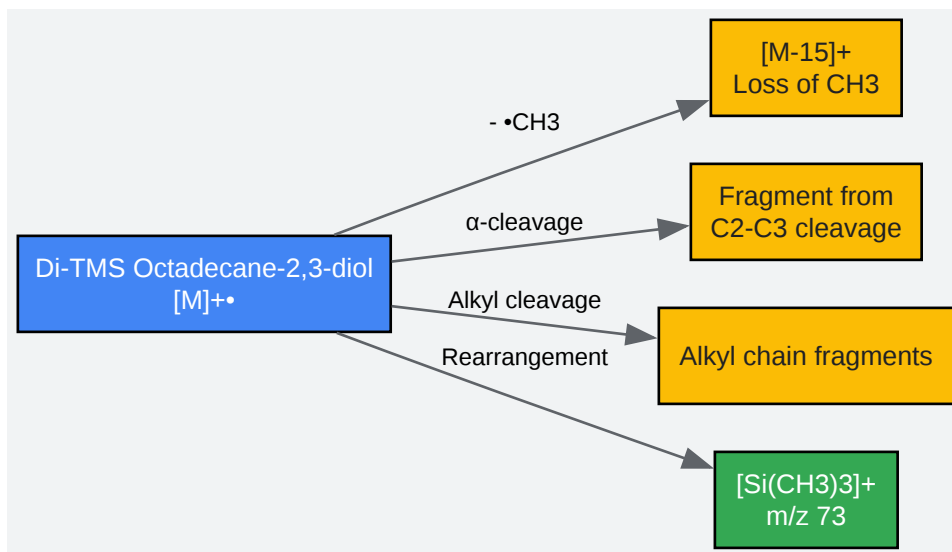 [M-15]+
Loss of CH3
- •CH3
Fragment from
C2-C3 cleavage
α-cleavage
Di-TMS Octadecane-2,3-diol
[M]+•
Alkyl cleavage
Alkyl chain fragments
Rearrangement
[Si(CH3)3]+
m/z 73